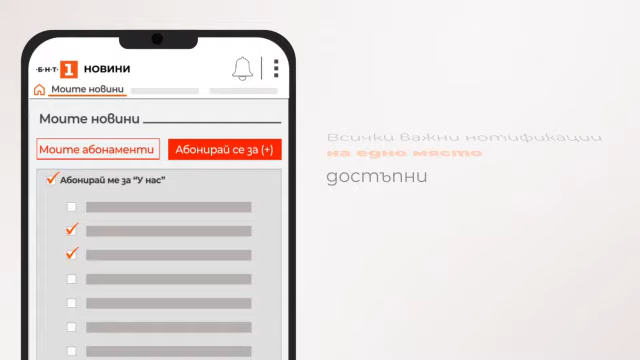 ·Б·Н·Т· 1 НОВИНИ
Моите новини
Моите новини
Моите абонаменти
Абонирай се за (+)
Абонирай ме за "У нас"
Всички важни нотификации
на едно място
достъпни